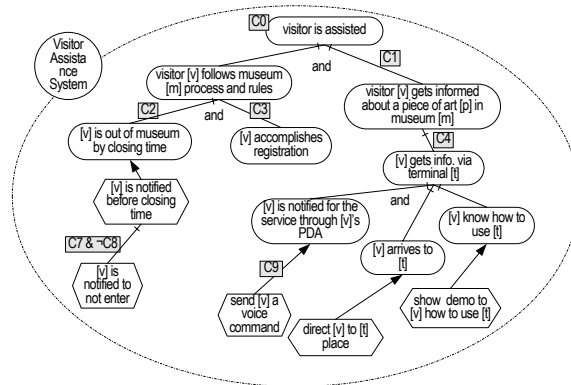 C0
visitor is assisted
Visitor
Assista
nce
System
and
C1
visitor [v] follows museum
[m] process and rules
visitor [v] gets informed
about a piece of art [p] in
museum [m]
C2
and
C3
[v] is out of museum
by closing time
[v] accomplishes
registration
C4
[v] gets info. via
terminal [t]
[v] is notified
before closing
time
and
[v] is notified for the
service through [v]'s
PDA
[v] know how to
use [t]
C7 & ¬C8
[v] is
notified to
not enter
C9
[v] arrives to
[t]
send [v] a
voice
command
direct [v] to [t]
place
show demo to
[v] how to use [t]